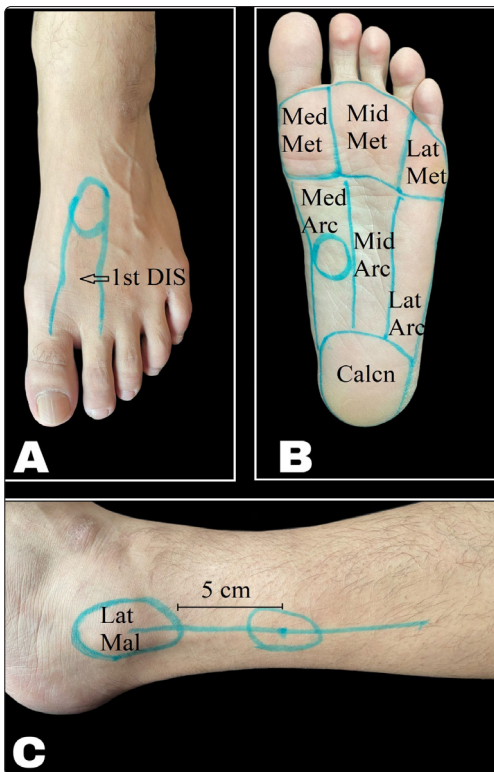 1st DIS
A
Med
Met
Mid
Met
Lat
Met
Med
Arc
Mid
Arc
Lat
Arc
Calcn
B
5 cm
Lat
Mal
C